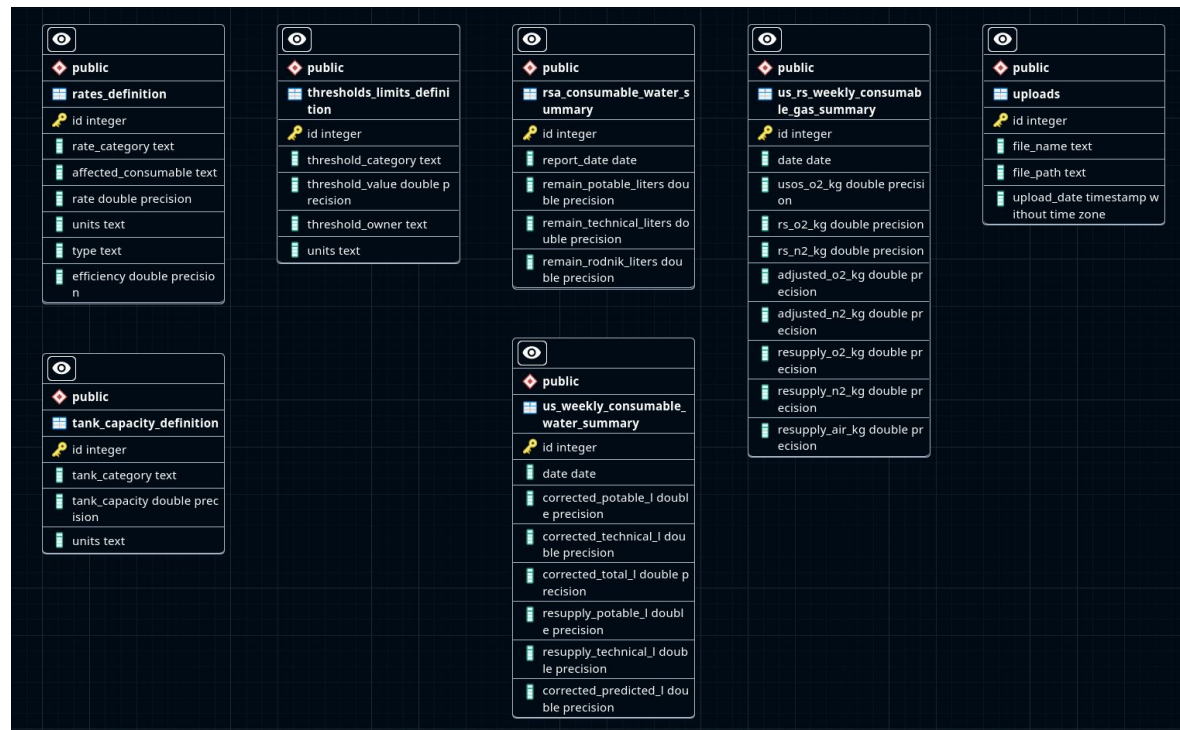 public
rates_definition
id integer
rate_category text
affected_consumable text
rate double precision
units text
type text
efficiency double precisio
n
public
thresholds_limits_defini
tion
id integer
threshold_category text
threshold_value double p
recision
threshold_owner text
units text
public
rsa_consumable_water_s
ummary
id integer
report_date date
remain_potable_liters dou
ble precision
remain_technical_liters do
uble precision
remain_rodnik_liters dou
ble precision
public
us_rs_weekly_consumab
le_gas_summary
id integer
date date
usos_o2_kg double precisi
on
rs_o2_kg double precision
rs_n2_kg double precision
adjusted_o2_kg double pr
ecision
adjusted_n2_kg double pr
ecision
resupply_o2_kg double pr
ecision
resupply_n2_kg double pr
ecision
resupply_air_kg double pr
ecision
public
uploads
id integer
file_name text
file_path text
upload_date timestamp w
ithout time zone
public
tank_capacity_definition
id integer
tank_category text
tank_capacity double prec
ision
units text
public
us_weekly_consumable_
water_summary
id integer
date date
corrected_potable_l doubl
e precision
corrected_technical_l dou
ble precision
corrected_total_l double p
recision
resupply_potable_l doubl
e precision
resupply_technical_l doub
le precision
corrected_predicted_l dou
ble precision